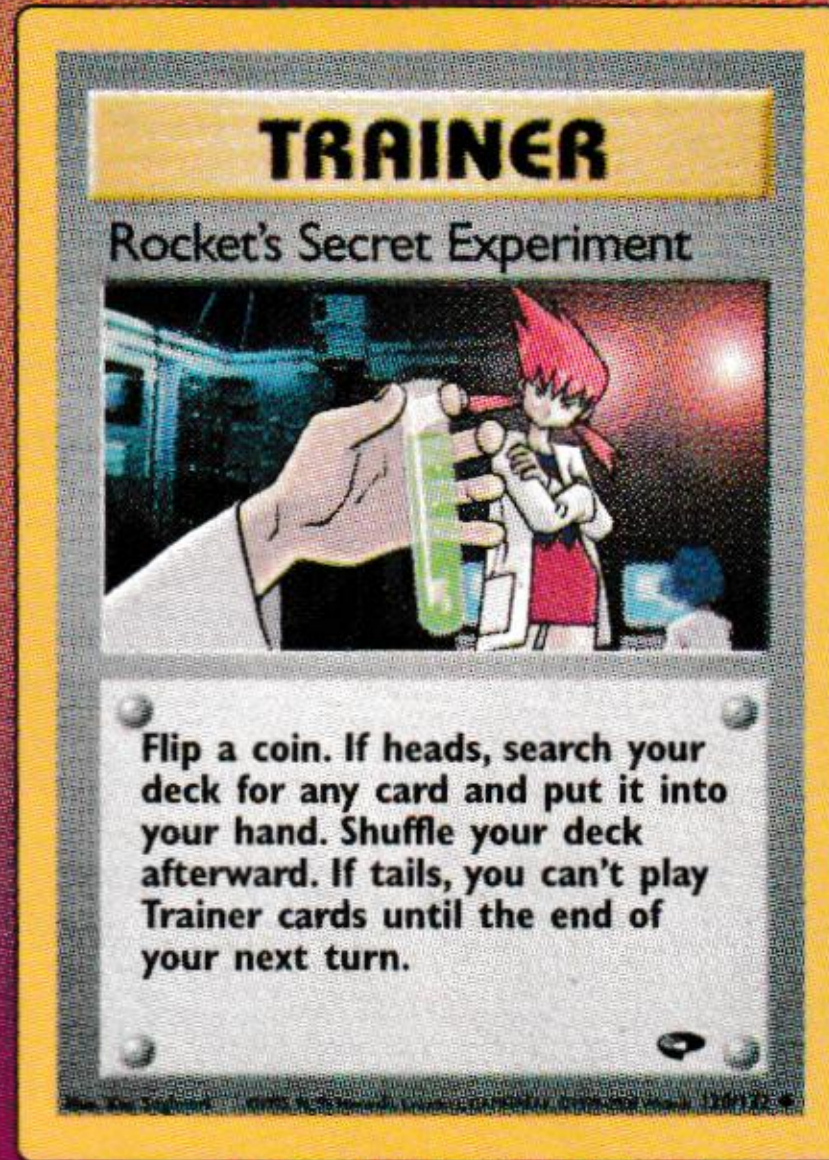 TRAINER
Rocket's Secret Experiment
Flip a coin. If heads, search your
deck for any card and put it into
your hand. Shuffle your deck
afterward. If tails, you can't play
Trainer cards until the end of
your next turn.